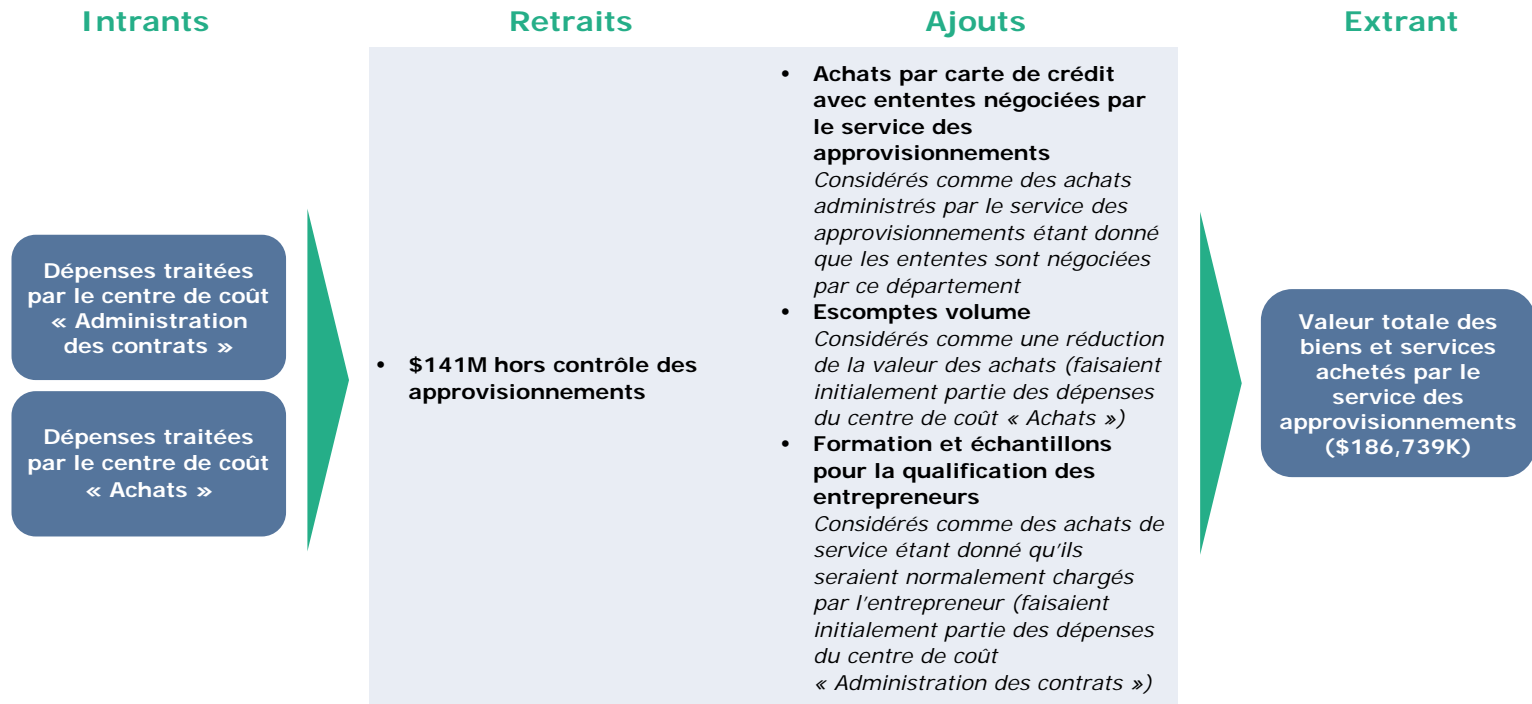 Intrants
Retraits
Ajouts
Extrant
Dépenses traitées
par le centre de coût
« Administration
des contrats »
Dépenses traitées
par le centre de coût
« Achats »
• $141M hors contrôle des
approvisionnements
• Achats par carte de crédit
avec ententes négociées par
le service des
approvisionnements
Considérés comme des achats
administrés par le service des
approvisionnements étant donné
que les ententes sont négociées
par ce département
• Escomptes volume
Considérés comme une réduction
de la valeur des achats (faisaient
initialement partie des dépenses
du centre de coût « Achats »)
• Formation et échantillons
pour la qualification des
entrepreneurs
Considérés comme des achats de
service étant donné qu'ils
seraient normalement chargés
par l'entrepreneur (faisaient
initialement partie des dépenses
du centre de coût
« Administration des contrats »)
Valeur totale des
biens et services
achetés par le
service des
approvisionnements
($186,739K)